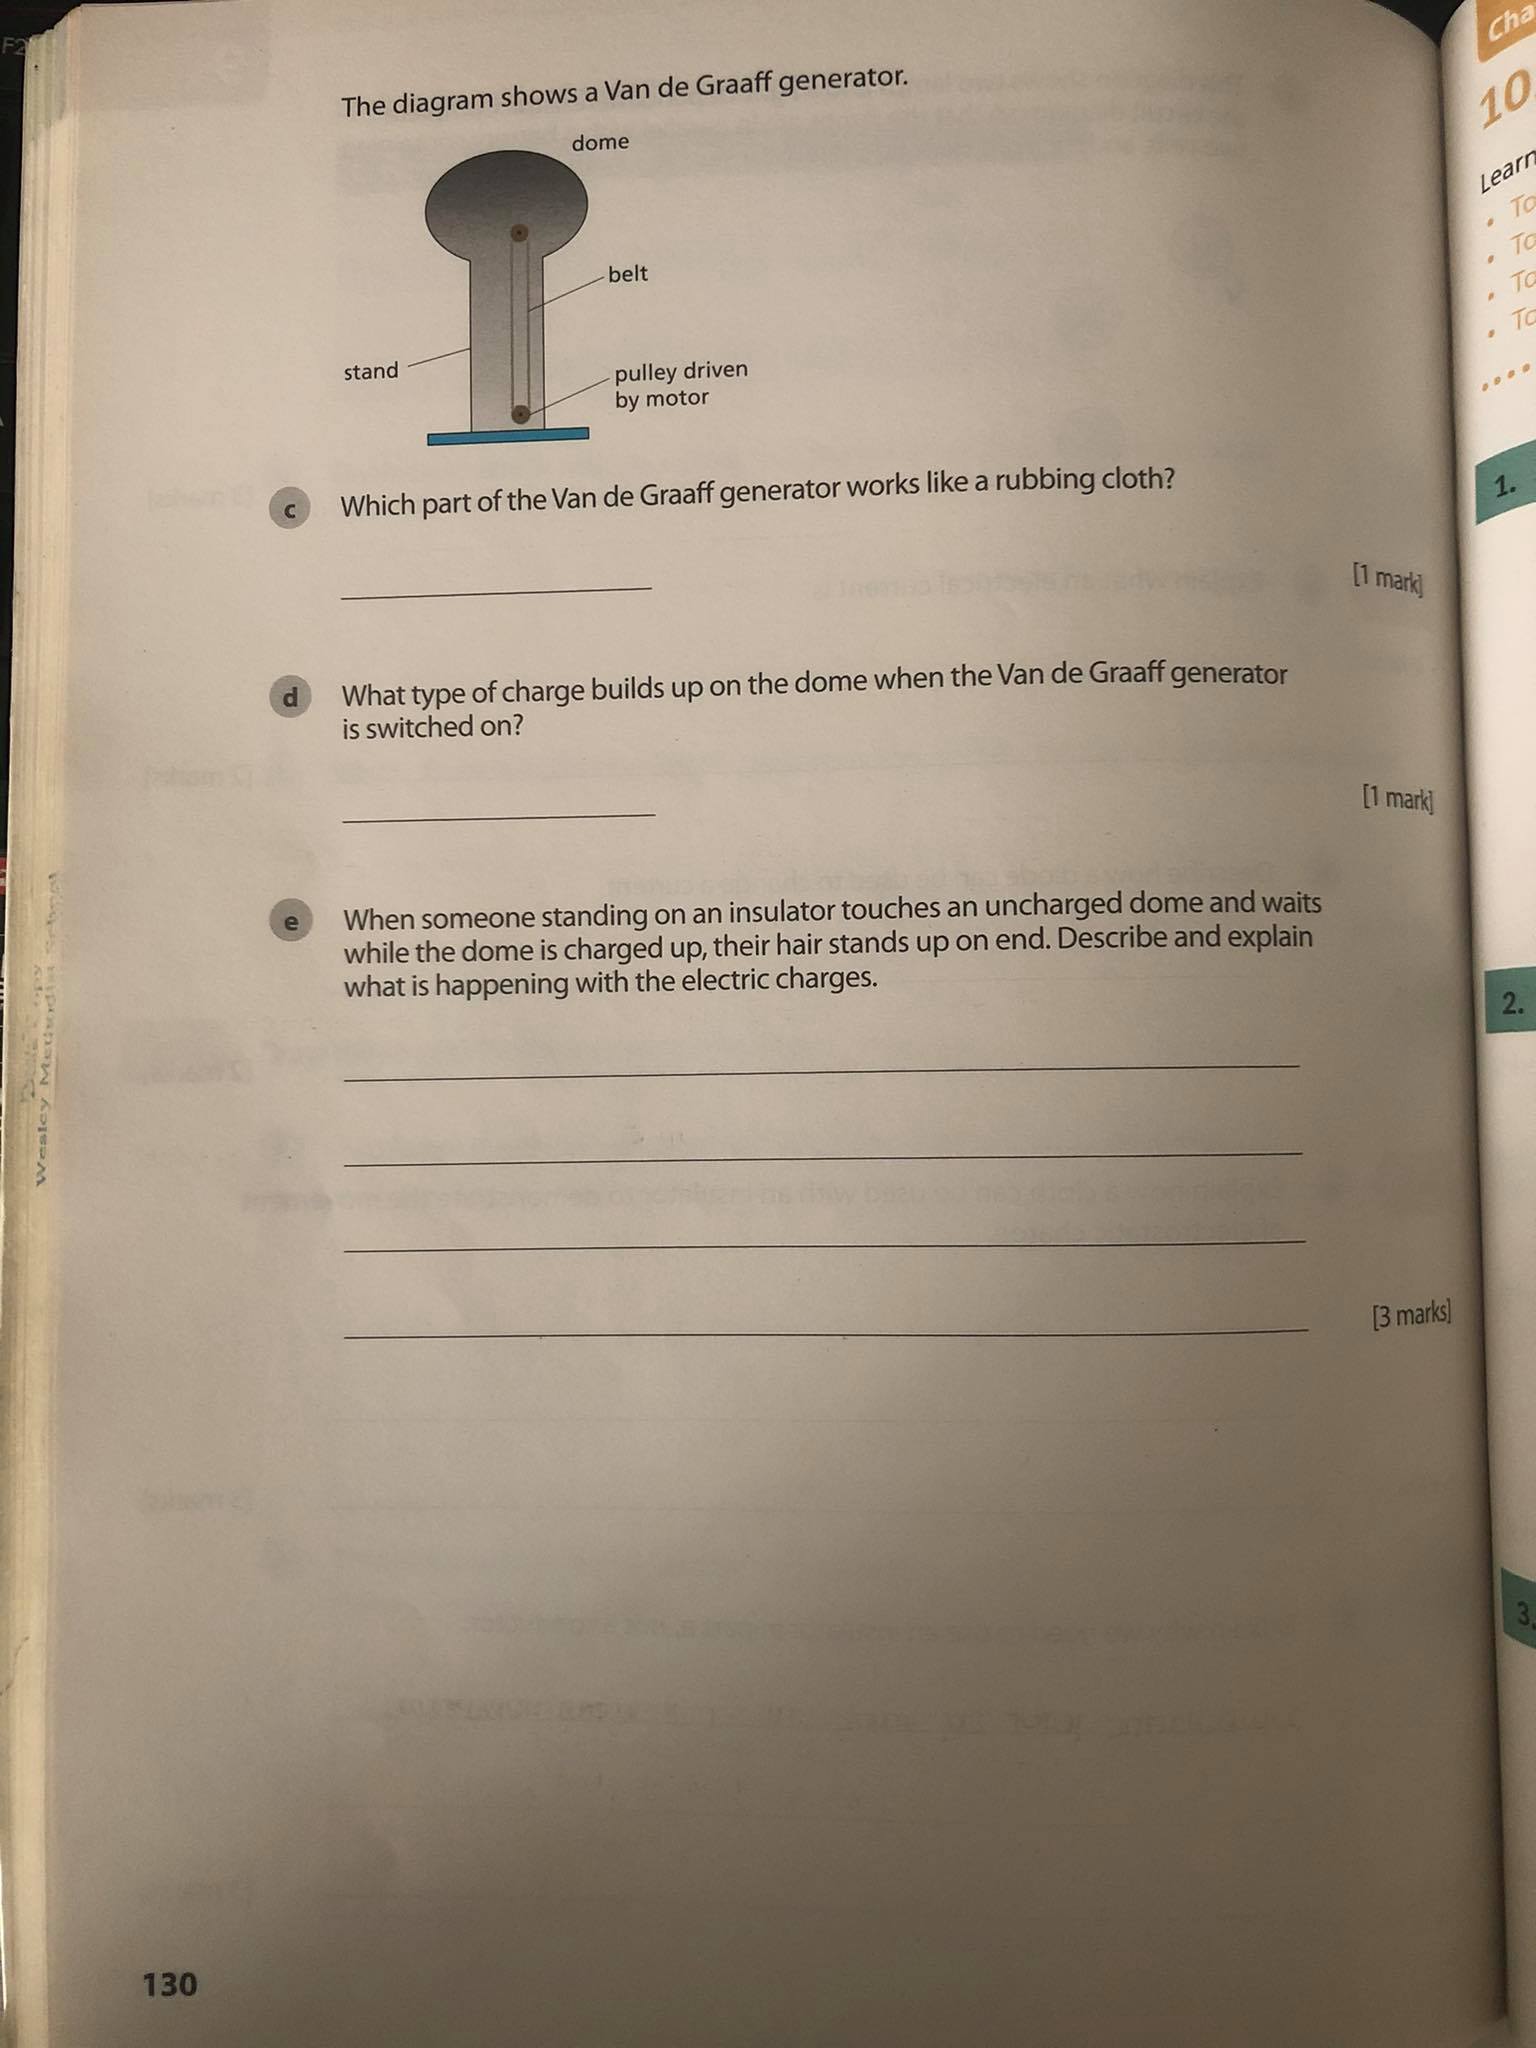 F2
The diagram shows a Van de Graaff generator.
dome
belt
stand
pulley driven
by motor
c Which part of the Van de Graaff generator works like a rubbing cloth?
[1 mark]
d What type of charge builds up on the dome when the Van de Graaff generator
is switched on?
[1 mark]
e When someone standing on an insulator touches an uncharged dome and waits
while the dome is charged up, their hair stands up on end. Describe and explain
what is happening with the electric charges.
[3 marks]
130
Cha
10
Learn
• To
• To
• To
• To
1.
2.
3.